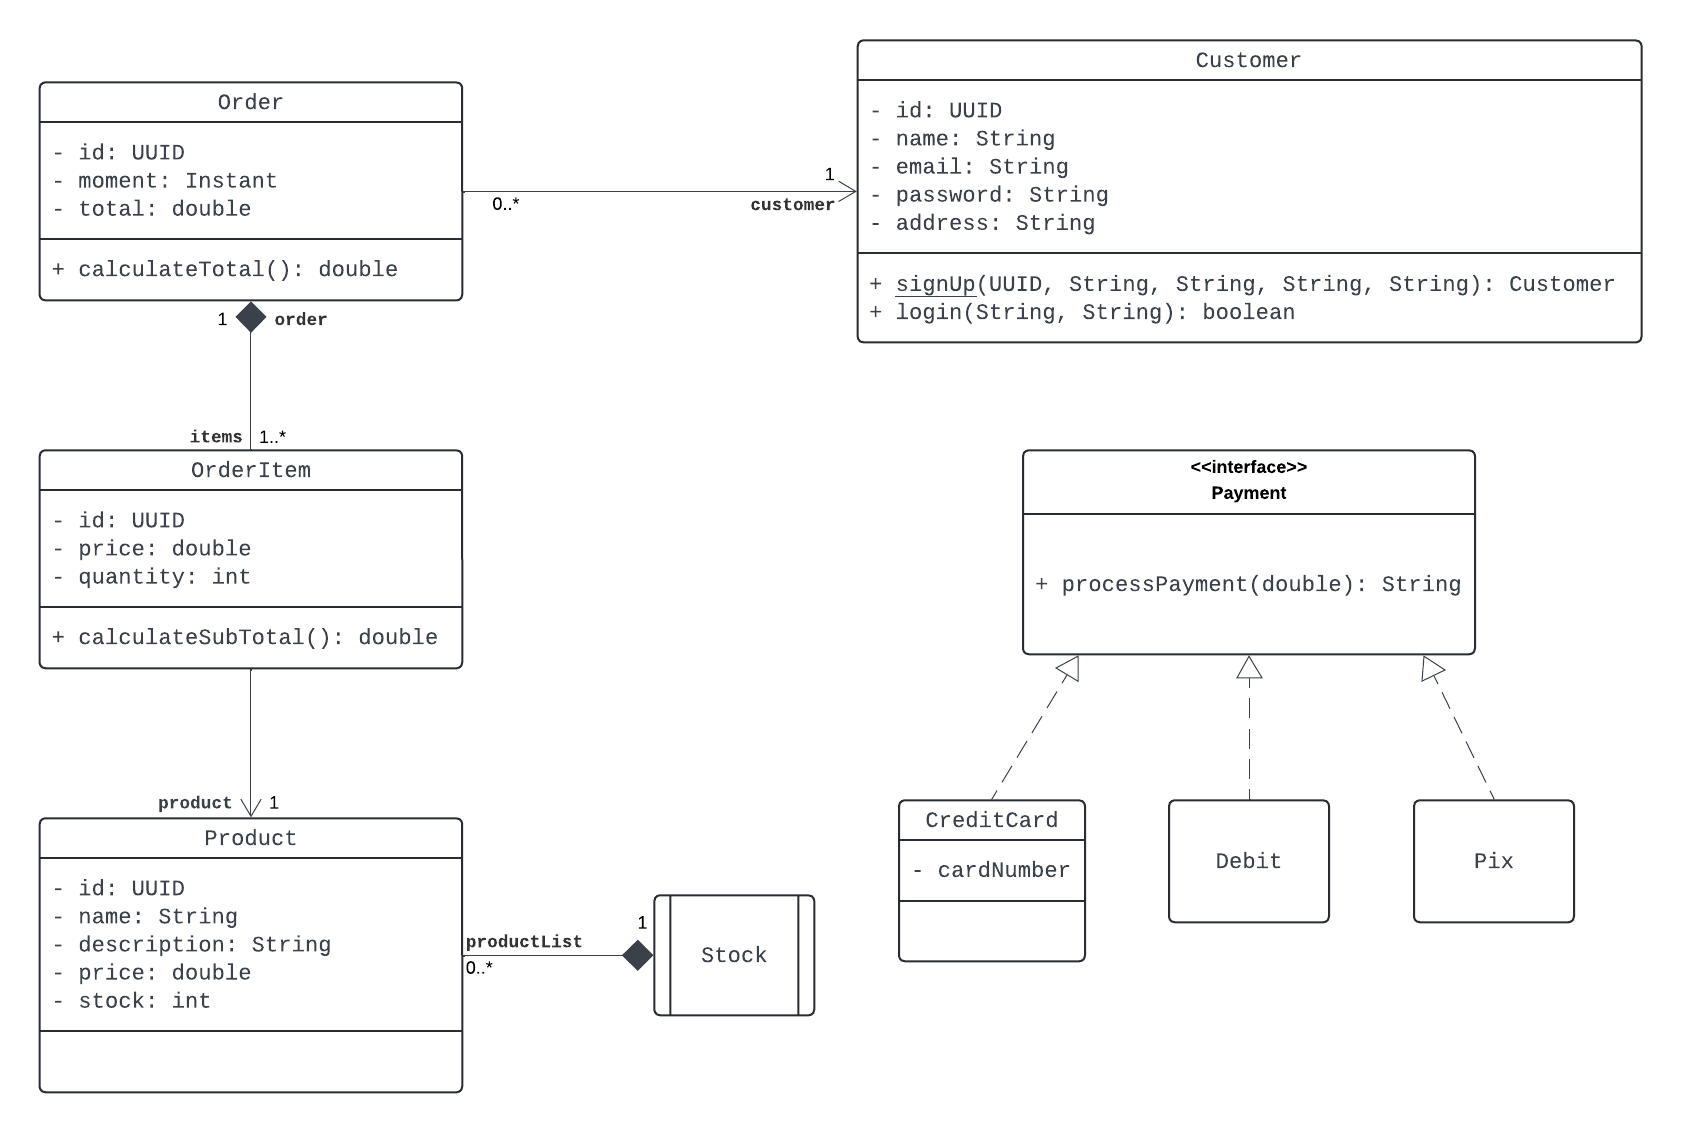 Order
- id: UUID
- moment: Instant
- total: double
+ calculateTotal(): double
0..*
1
customer
Customer
- id: UUID
- name: String
- email: String
- password: String
- address: String
+ signUp(UUID, String, String, String, String): Customer
+ login(String, String): boolean
1
order
items
1..*
OrderItem
- id: UUID
- price: double
- quantity: int
+ calculateSubTotal(): double
product
1
Product
- id: UUID
- name: String
- description: String
- price: double
- stock: int
productList
0..*
1
Stock
<<interface>>
Payment
+ processPayment(double): String
CreditCard
- cardNumber
Debit
Pix